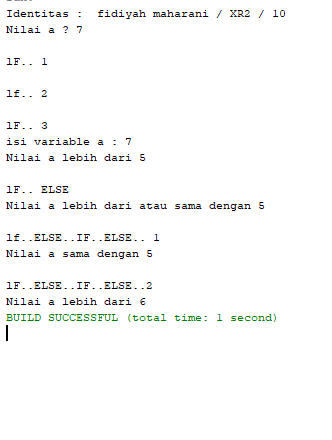 Identitas :  fidiyah maharani / XR2 / 10
Nilai a ? 7
lF.. 1
lf.. 2
lF.. 3
isi variable a : 7
Nilai a lebih dari 5
lF.. ELSE
Nilai a lebih dari atau sama dengan 5
lf..ELSE..IF..ELSE.. 1
Nilai a sama dengan 5
lF..ELSE..IF..ELSE..2
Nilai a lebih dari 6
BUILD SUCCESSFUL (total time: 1 second)